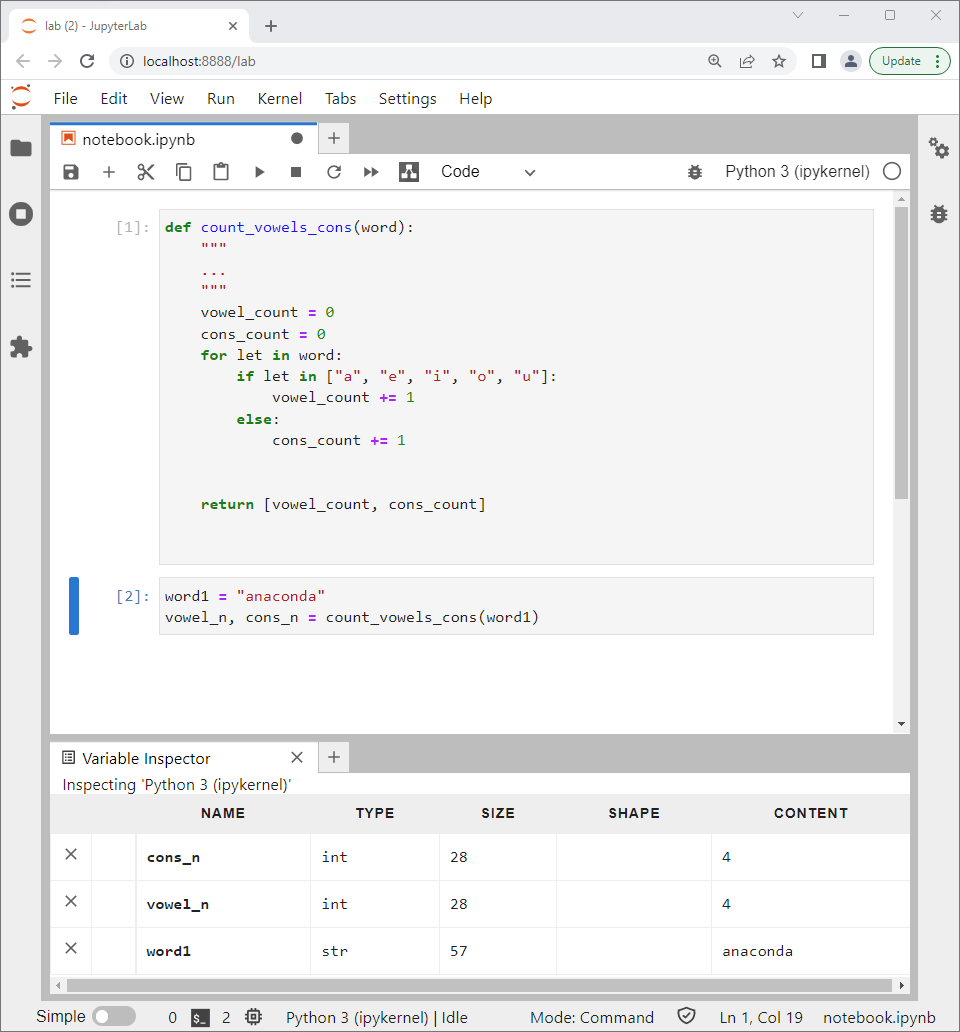 lab (2) - JupyterLab
localhost:8888/lab
Update
File Edit View Run Kernel Tabs Settings Help
notebook.ipynb
Code
Python 3 (ipykernel)
[1]:
def count_vowels_cons(word):
    """
    ...
    """
    vowel_count = 0
    cons_count = 0
    for let in word:
        if let in ["a", "e", "i", "o", "u"]:
            vowel_count += 1
        else:
            cons_count += 1
    return [vowel_count, cons_count]
[2]:
word1 = "anaconda"
vowel_n, cons_n = count_vowels_cons(word1)
Variable Inspector
Inspecting 'Python 3 (ipykernel)'
NAME TYPE SIZE SHAPE CONTENT
cons_n int 28 4
vowel_n int 28 4
word1 str 57 anaconda
Simple 0 $_ 2 Python 3 (ipykernel) | Idle Mode: Command Ln 1, Col 19 notebook.ipynb